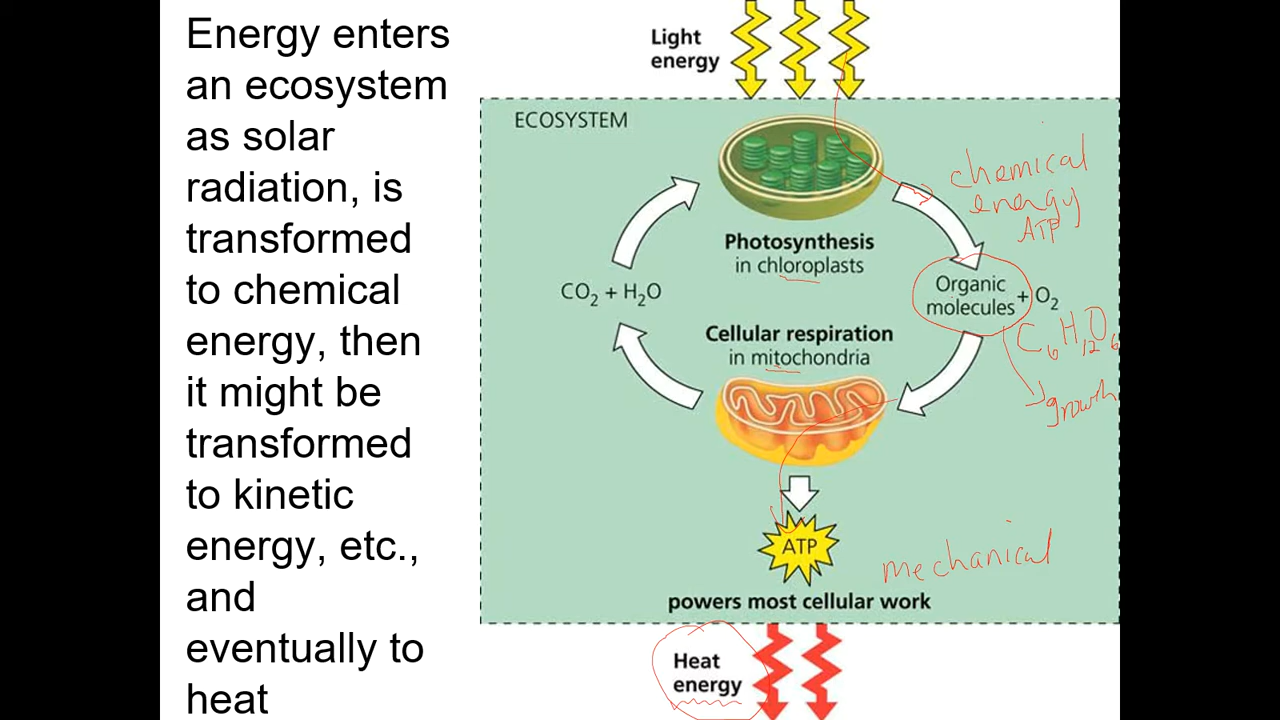 Energy enters
an ecosystem
as solar
radiation, is
transformed
to chemical
energy, then
it might be
transformed
to kinetic
energy, etc.,
and
eventually to
heat
Light
energy
ECOSYSTEM
chemical
energy
ATP
Photosynthesis
in chloroplasts
CO₂ + H₂O
Organic
molecules + O₂
C₆H₁₂O₆
Cellular respiration
in mitochondria
growth
ATP
mechanical
powers most cellular work
Heat
energy